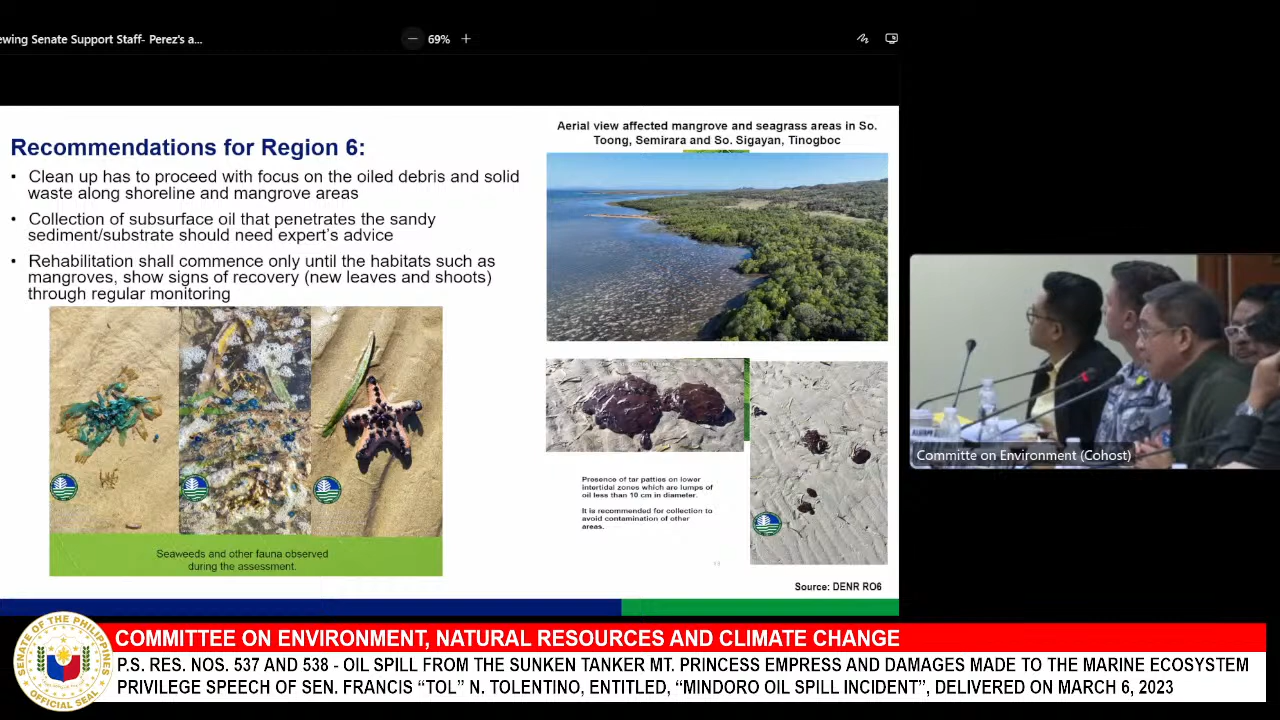 ewing Senate Support Staff- Perez's a...
69%
Recommendations for Region 6:
• Clean up has to proceed with focus on the oiled debris and solid
waste along shoreline and mangrove areas
• Collection of subsurface oil that penetrates the sandy
sediment/substrate should need expert's advice
• Rehabilitation shall commence only until the habitats such as
mangroves, show signs of recovery (new leaves and shoots)
through regular monitoring
Seaweeds and other fauna observed
during the assessment.
Aerial view affected mangrove and seagrass areas in So.
Toong, Semirara and So. Sigayan, Tinogboc
Presence of tar patties on lower
intertidal zones which are lumps of
oil less than 10 cm in diameter.
It is recommended for collection to
avoid contamination of other
areas.
Source: DENR RO6
Committe on Environment (Cohost)
SENATE OF THE PHILIPPINES
OFFICIAL SEAL
COMMITTEE ON ENVIRONMENT, NATURAL RESOURCES AND CLIMATE CHANGE
P.S. RES. NOS. 537 AND 538 - OIL SPILL FROM THE SUNKEN TANKER MT. PRINCESS EMPRESS AND DAMAGES MADE TO THE MARINE ECOSYSTEM
PRIVILEGE SPEECH OF SEN. FRANCIS “TOL” N. TOLENTINO, ENTITLED, “MINDORO OIL SPILL INCIDENT”, DELIVERED ON MARCH 6, 2023